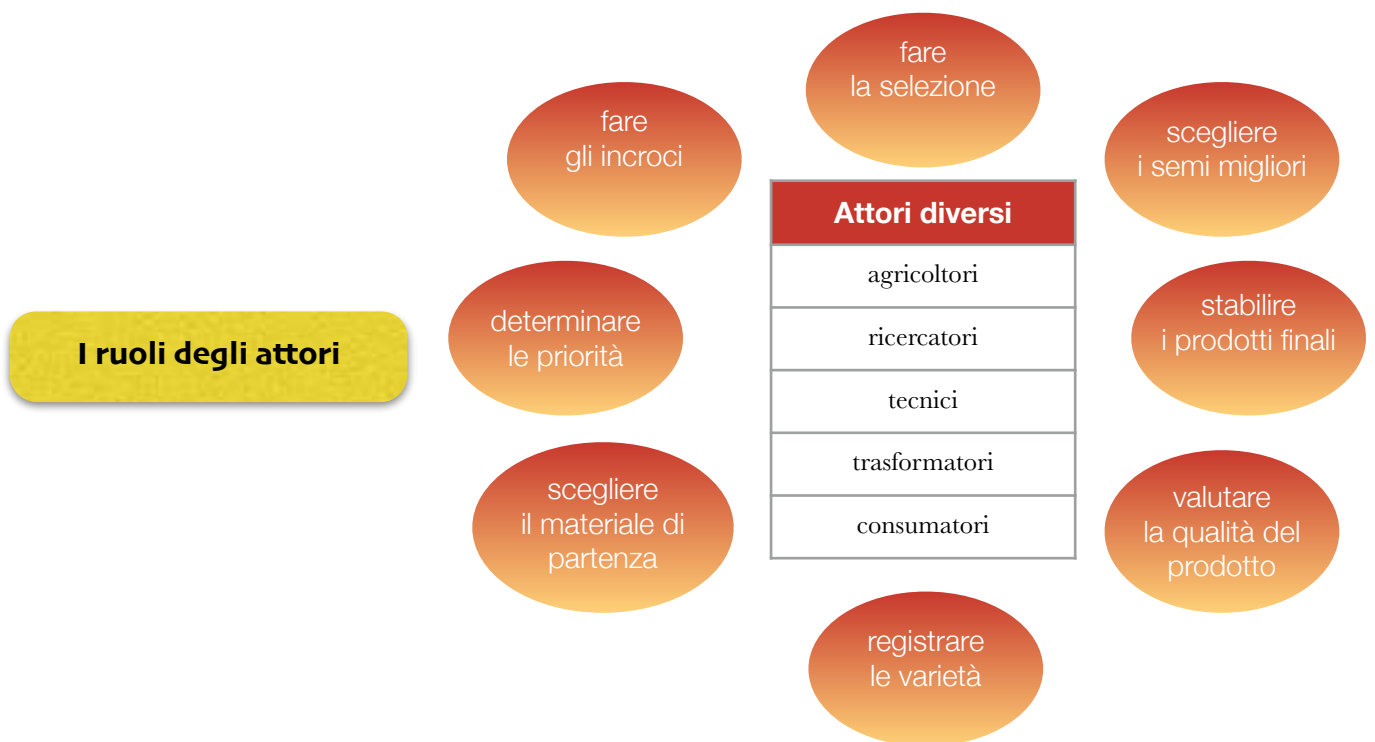 I ruoli degli attori
fare
la selezione
fare
gli incroci
scegliere
i semi migliori
determinare
le priorità
stabilire
i prodotti finali
scegliere
il materiale di
partenza
valutare
la qualità del
prodotto
registrare
le varietà
Attori diversi
agricoltori
ricercatori
tecnici
trasformatori
consumatori